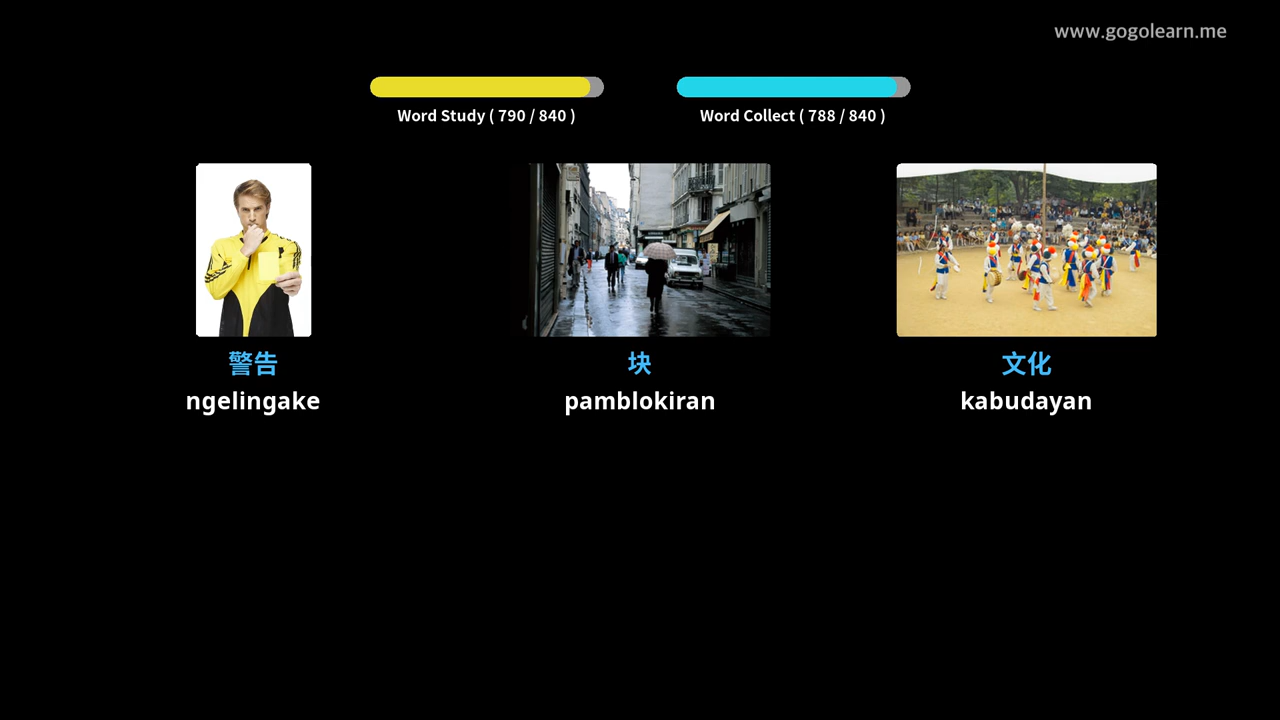 www.gogolearn.me
Word Study ( 790 / 840 )
Word Collect ( 788 / 840 )
警告
块
文化
ngelingake
pamblokiran
kabudayan